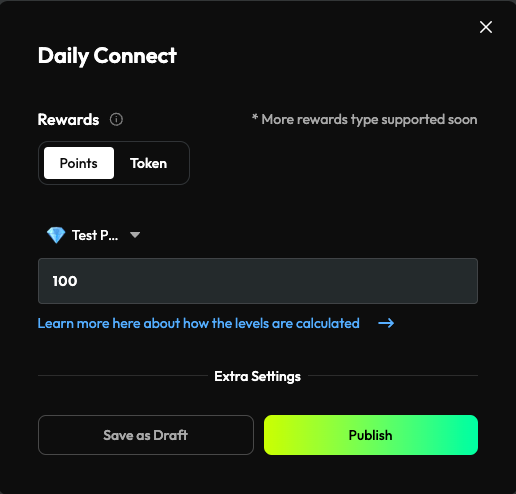 Daily Connect
Rewards
* More rewards type supported soon
Points
Token
Test P...
100
Learn more here about how the levels are calculated
Extra Settings
Save as Draft
Publish